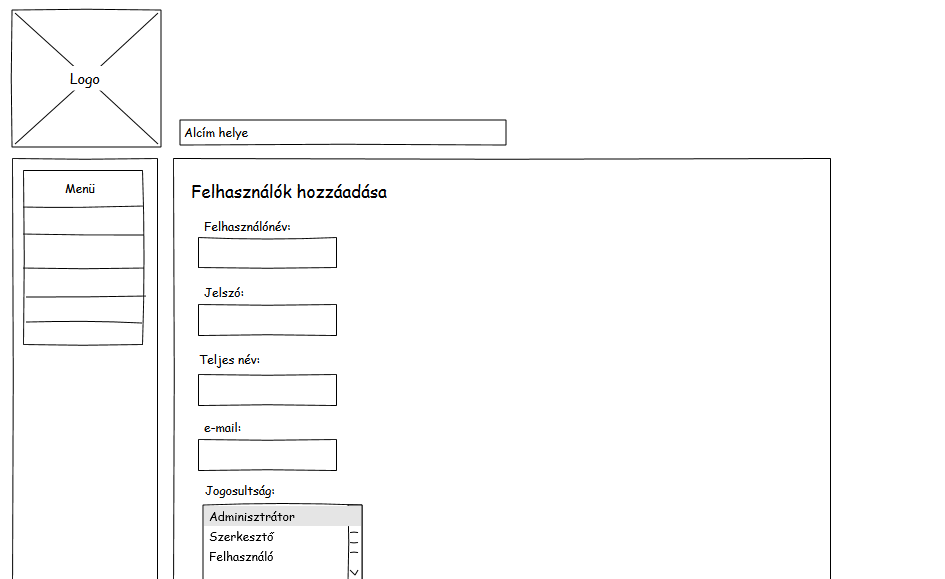 Logo
Alcím helye
Menü
Felhasználók hozzáadása
Felhasználónév:
Jelszó:
Teljes név:
e-mail:
Jogosultság:
Adminisztrátor
Szerkesztő
Felhasználó